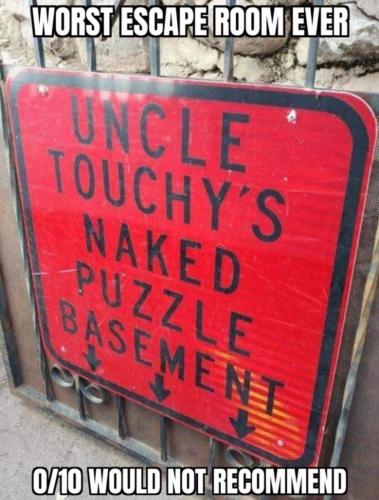 WORST ESCAPE ROOM EVER
UNCLE
TOUCHY'S
NAKED
PUZZLE
BASEMENT
0/10 WOULD NOT RECOMMEND